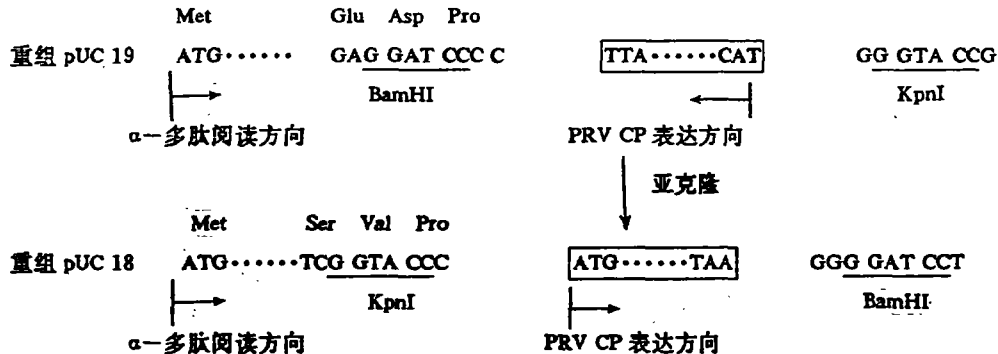 Met Glu Asp Pro
重组 pUC 19 ATG······ GAG GAT CCC C TTA······CAT GG GTA CCG
BamHI KpnI
α—多肽阅读方向 PRV CP 表达方向
亚克隆
Met Ser Val Pro
重组 pUC 18 ATG······TCG GTA CCC ATG······TAA GGG GAT CCT
KpnI BamHI
α—多肽阅读方向 PRV CP 表达方向